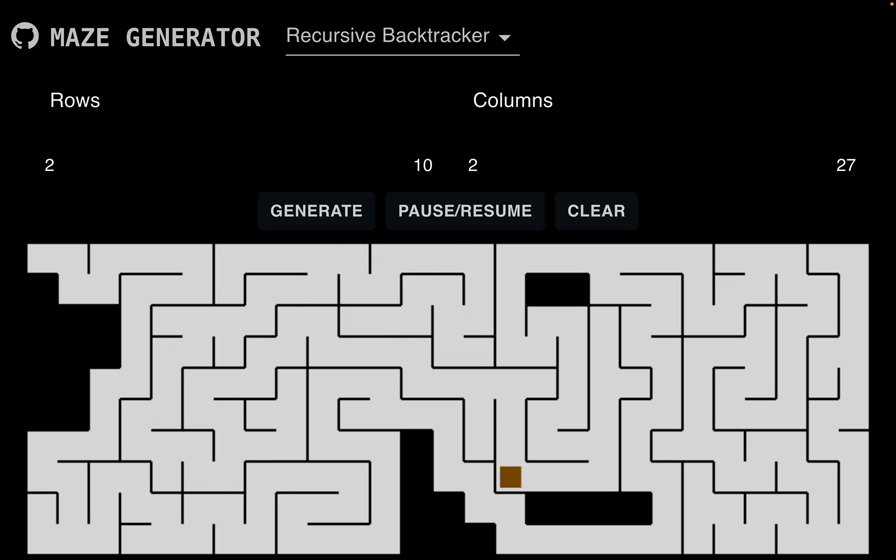 MAZE GENERATOR Recursive Backtracker
Rows Columns
2 10 2 27
GENERATE PAUSE/RESUME CLEAR